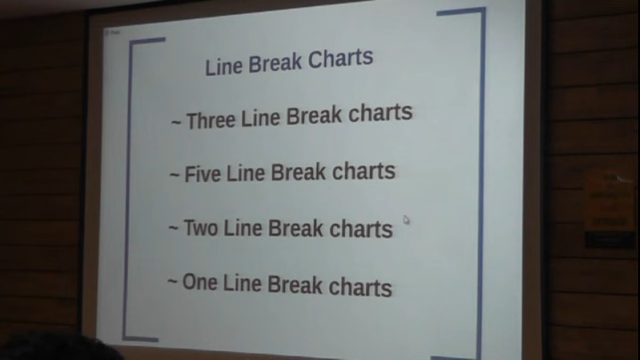 Line Break Charts
~ Three Line Break charts
~ Five Line Break charts
~ Two Line Break charts
~ One Line Break charts